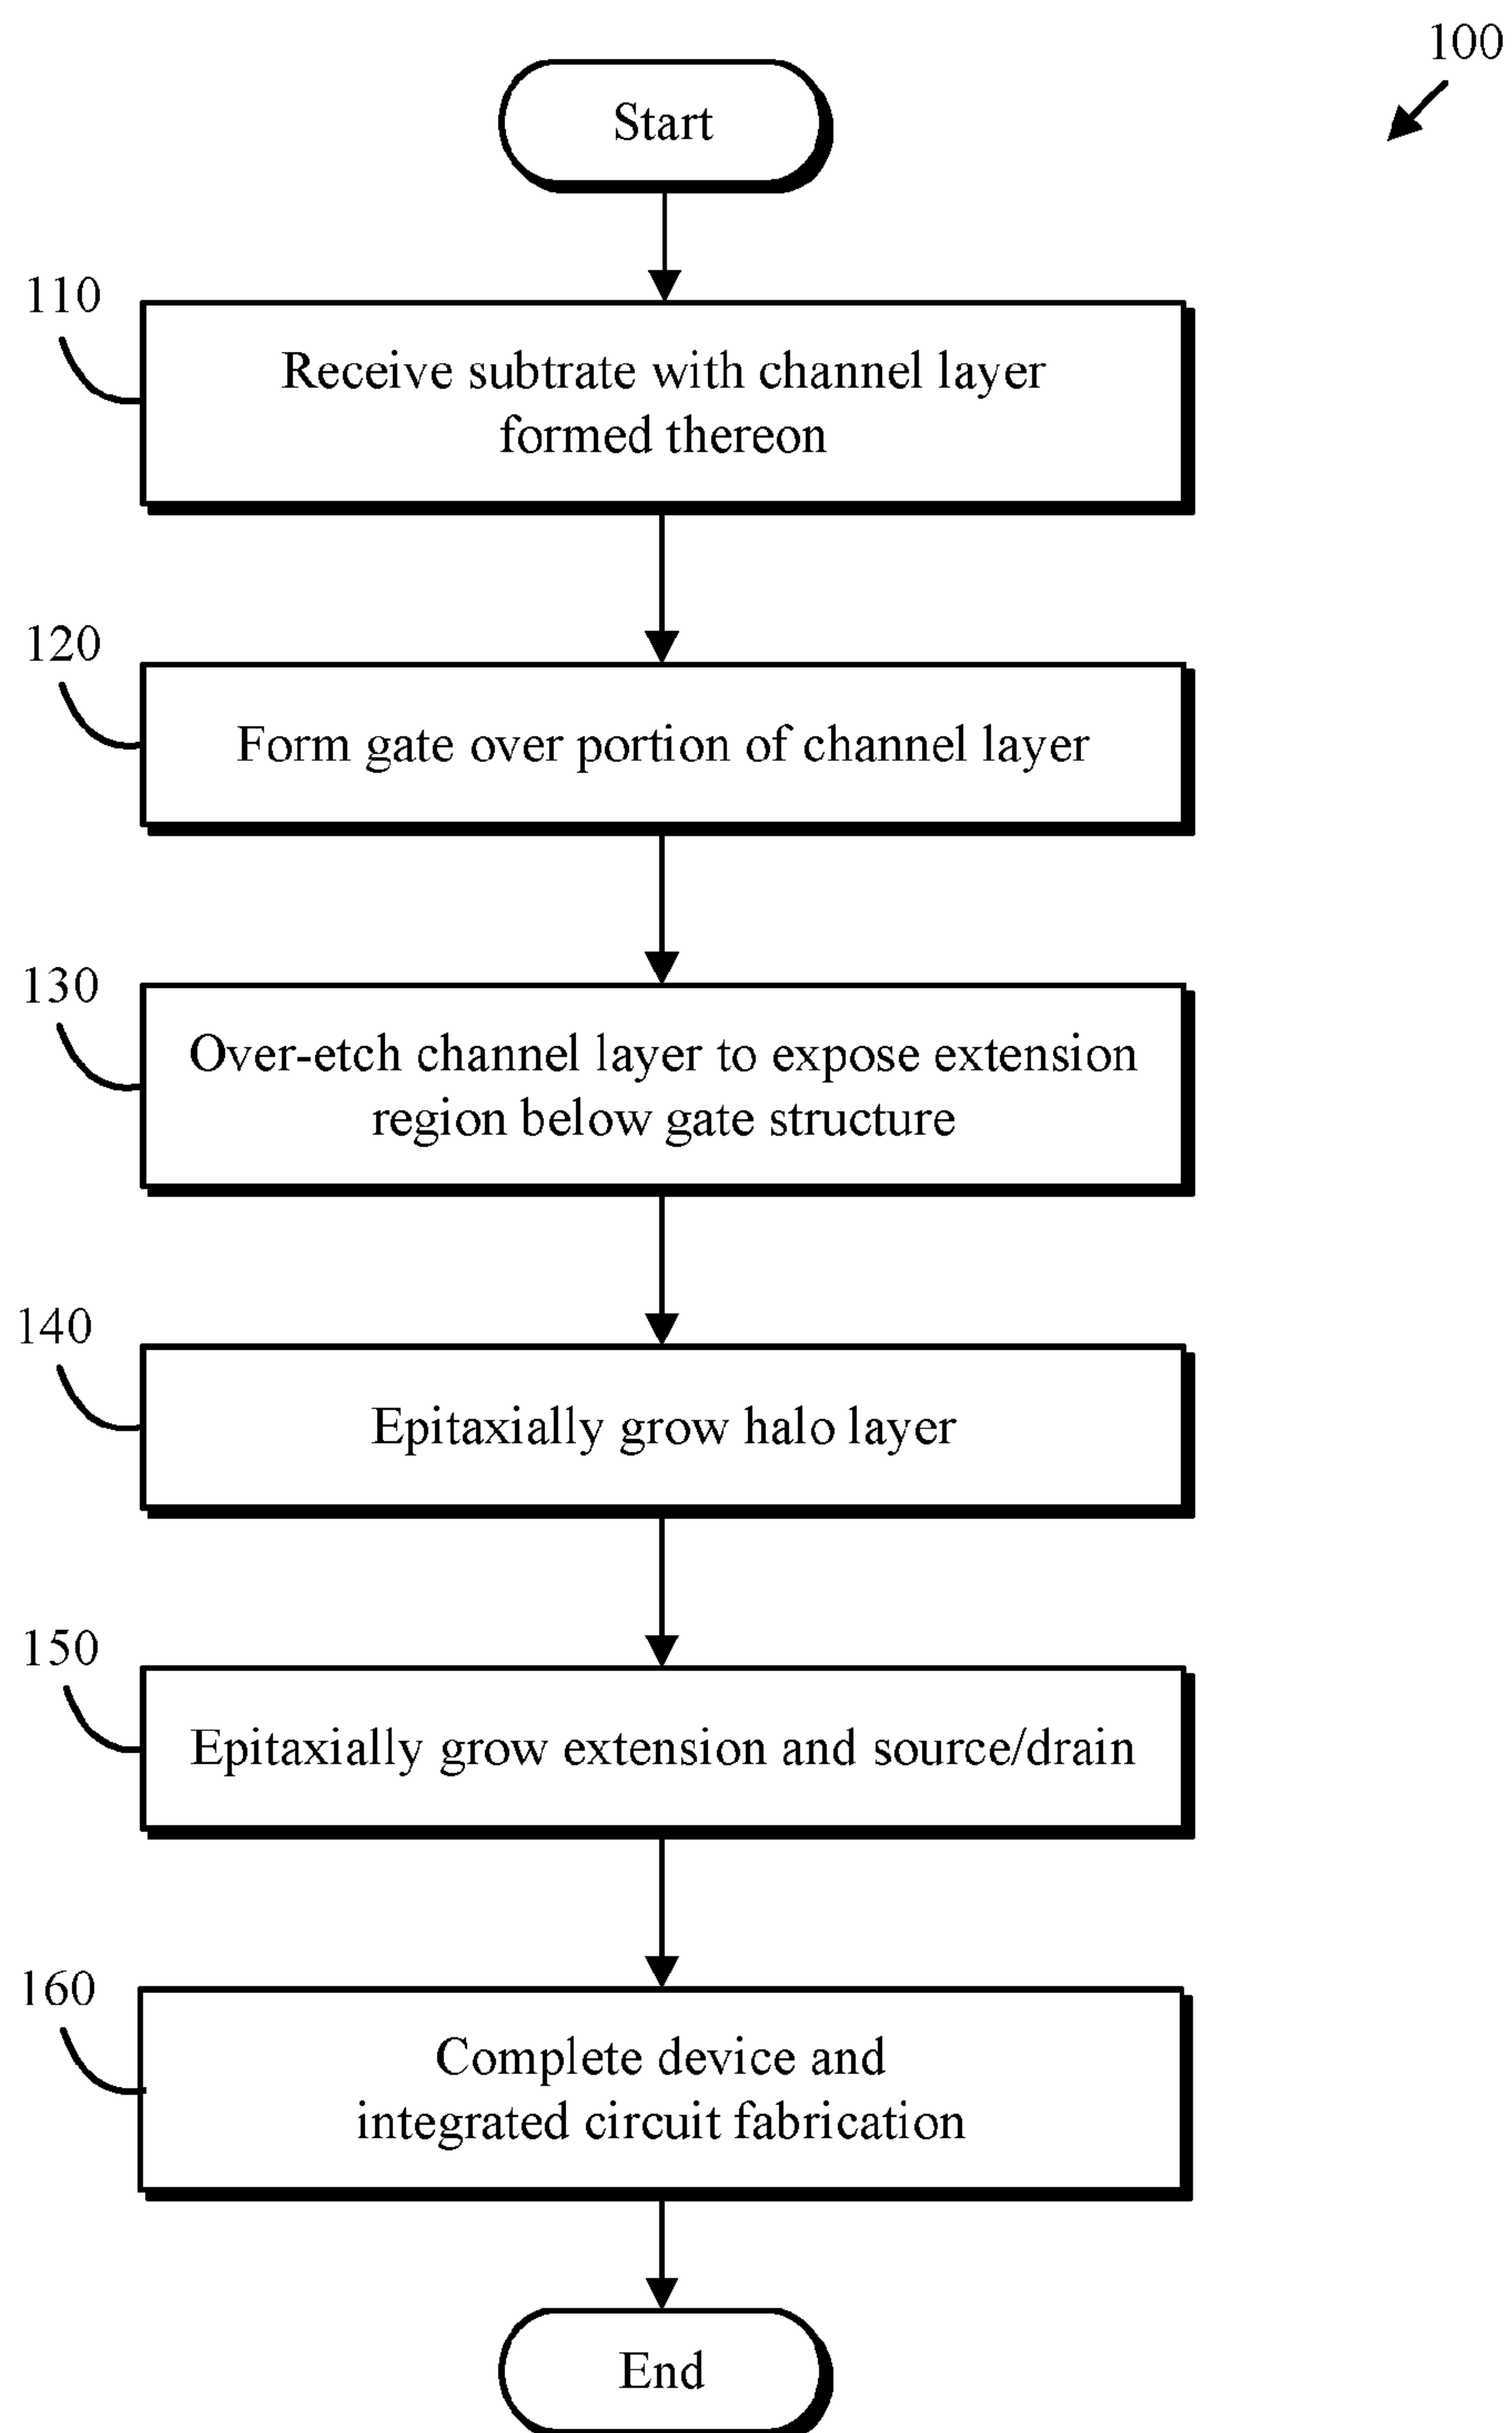 100
Start
110
Receive subtrate with channel layer
formed thereon
120
Form gate over portion of channel layer
130
Over-etch channel layer to expose extension
region below gate structure
140
Epitaxially grow halo layer
150
Epitaxially grow extension and source/drain
160
Complete device and
integrated circuit fabrication
End